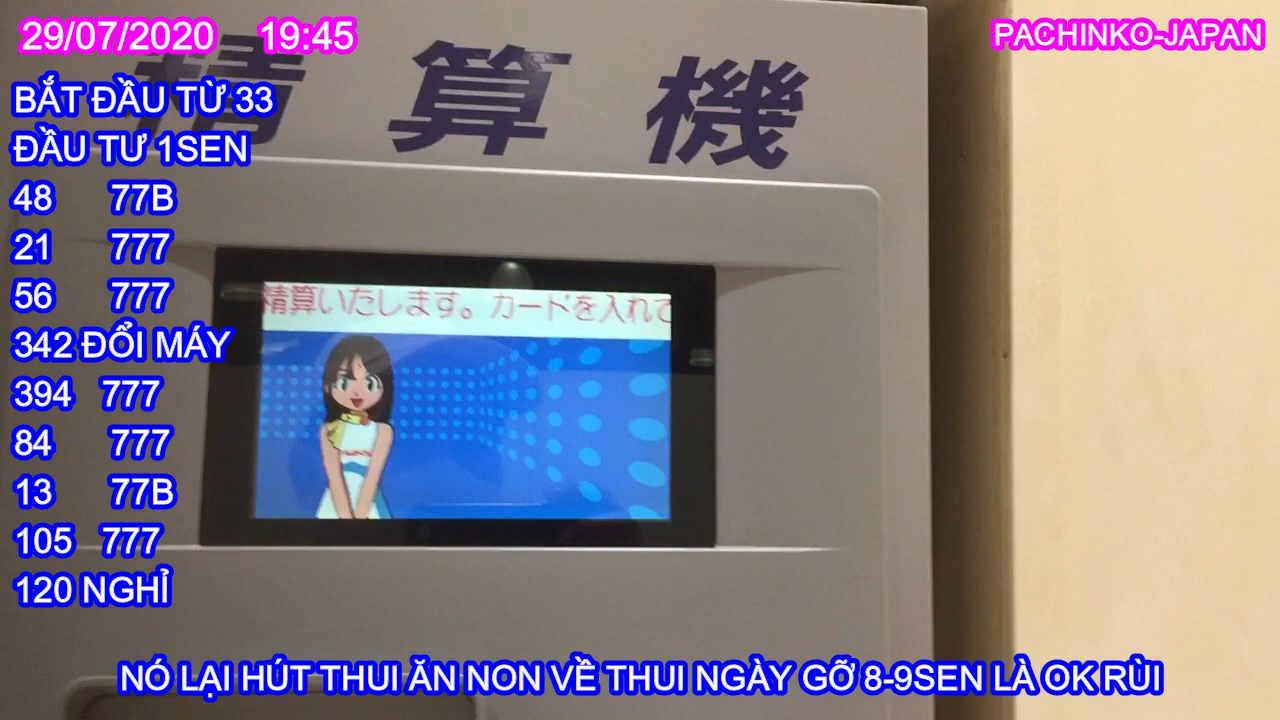 29/07/2020 19:45
PACHINKO-JAPAN
精算機
BẮT ĐẦU TỪ 33
ĐẦU TƯ 1SEN
48 77B
21 777
56 777
342 ĐỔI MÁY
394 777
84 777
13 77B
105 777
120 NGHỈ
精算いたします。カードを入れて
NÓ LẠI HÚT THUI ĂN NON VỀ THUI NGÀY GỠ 8-9SEN LÀ OK RÙI